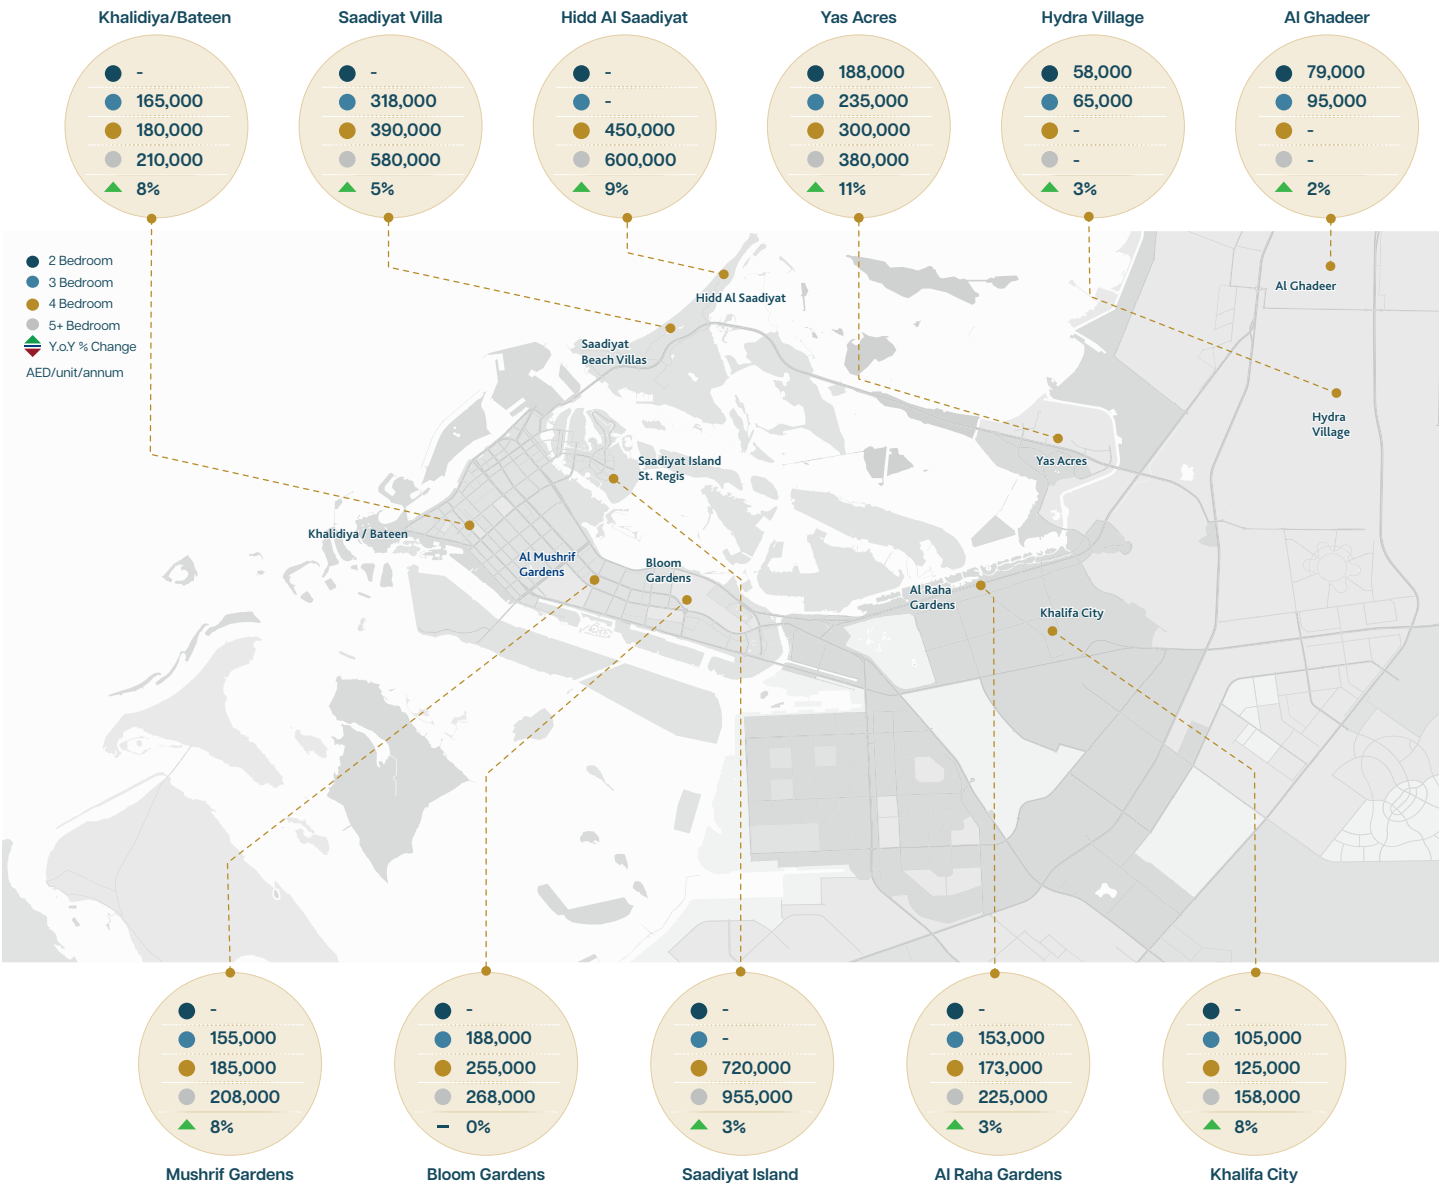 Khalidiya/Bateen
-
165,000
180,000
210,000
8%
Saadiyat Villa
-
318,000
390,000
580,000
5%
Hidd Al Saadiyat
-
-
450,000
600,000
9%
Yas Acres
188,000
235,000
300,000
380,000
11%
Hydra Village
58,000
65,000
-
-
3%
Al Ghadeer
79,000
95,000
-
-
2%
2 Bedroom
3 Bedroom
4 Bedroom
5+ Bedroom
Y.o.Y % Change
AED/unit/annum
Hidd Al Saadiyat
Al Ghadeer
Saadiyat
Beach Villas
Hydra
Village
Saadiyat Island
St. Regis
Yas Acres
Khalidiya / Bateen
Al Mushrif
Gardens
Bloom
Gardens
Al Raha
Gardens
Khalifa City
-
155,000
185,000
208,000
8%
Mushrif Gardens
-
188,000
255,000
268,000
0%
Bloom Gardens
-
-
720,000
955,000
3%
Saadiyat Island
-
153,000
173,000
225,000
3%
Al Raha Gardens
-
105,000
125,000
158,000
8%
Khalifa City